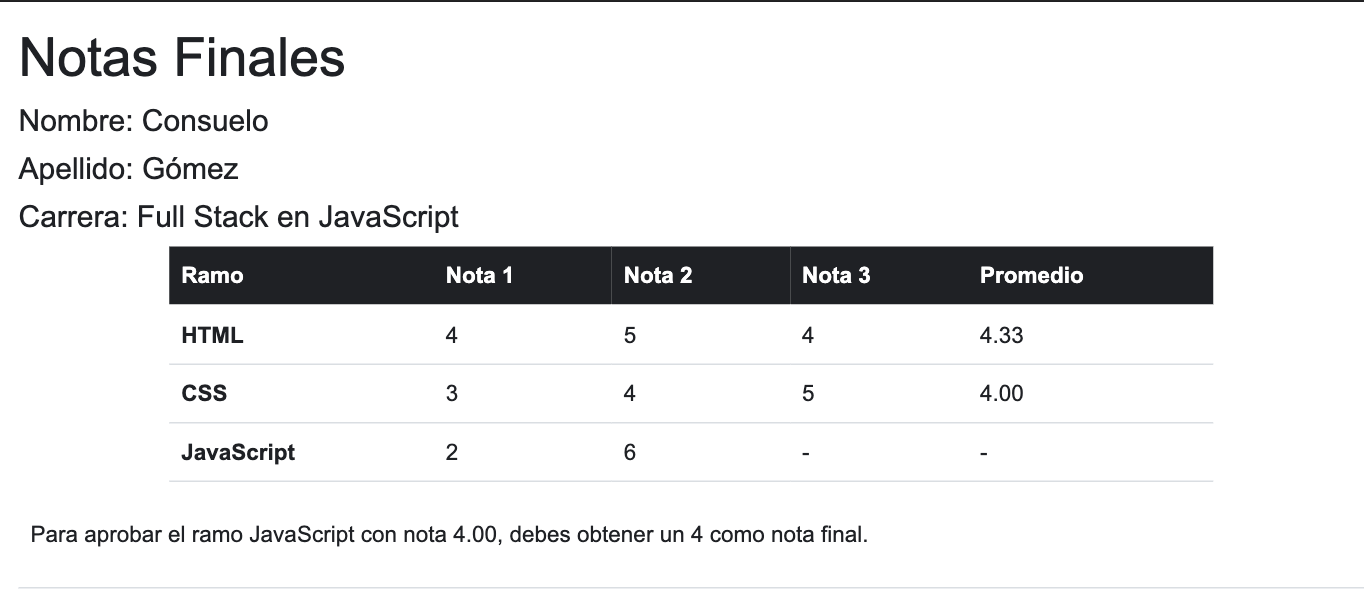 Notas Finales
Nombre: Consuelo
Apellido: Gómez
Carrera: Full Stack en JavaScript
Ramo Nota 1 Nota 2 Nota 3 Promedio
HTML 4 5 4 4.33
CSS 3 4 5 4.00
JavaScript 2 6 - -
Para aprobar el ramo JavaScript con nota 4.00, debes obtener un 4 como nota final.